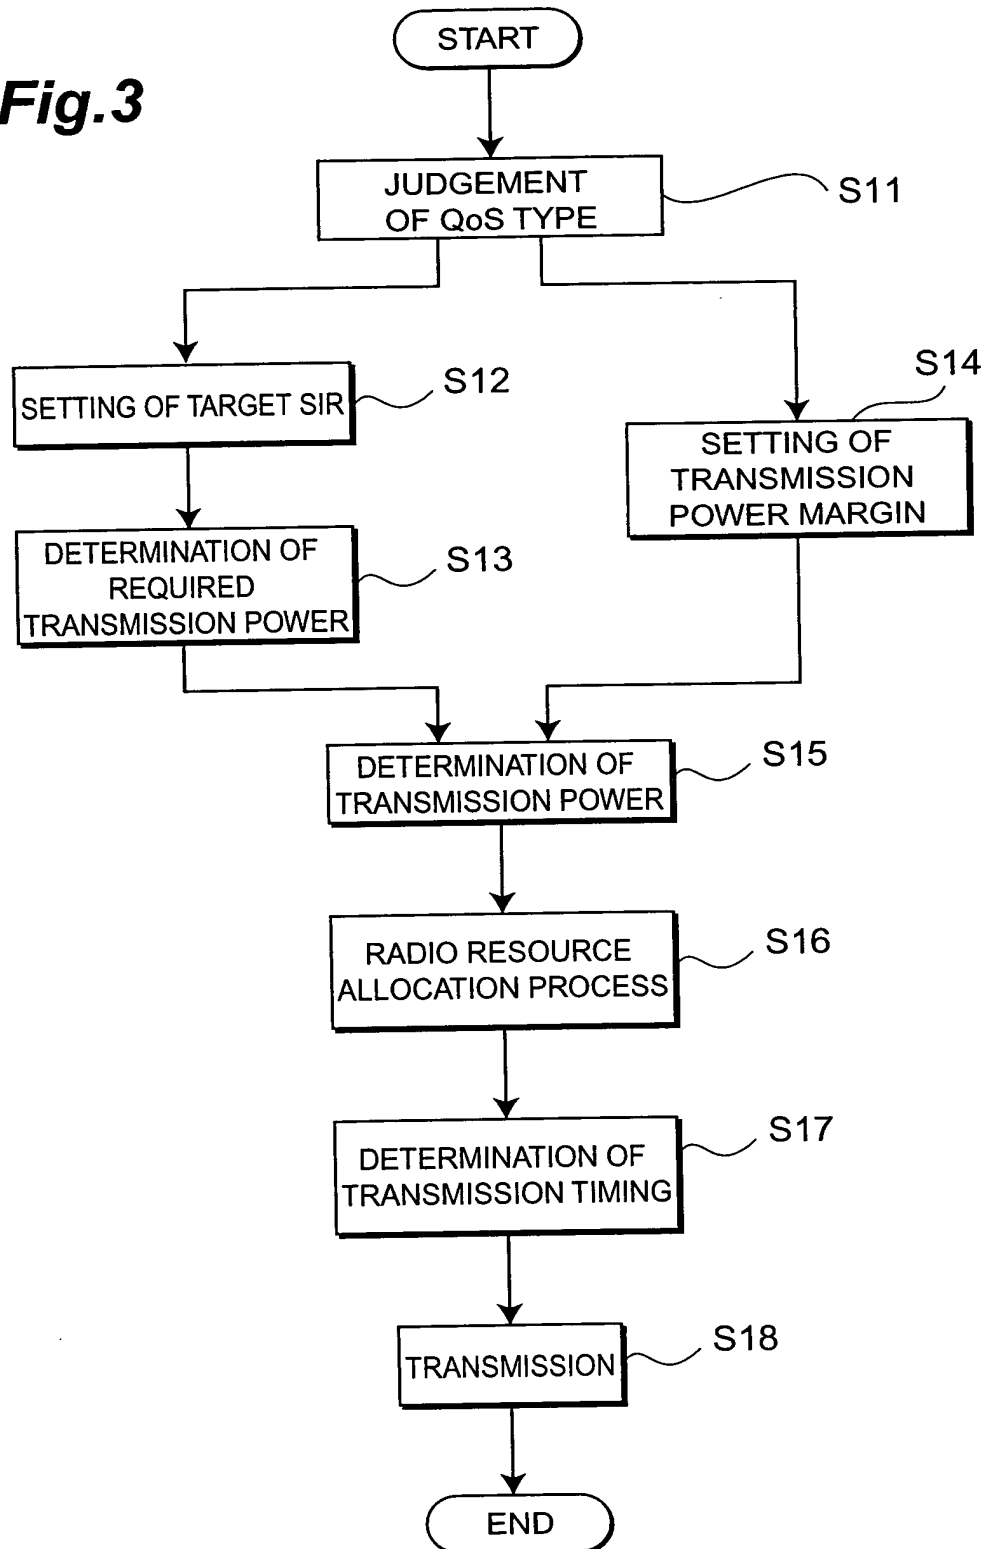 Fig.3
START
JUDGEMENT
OF QoS TYPE
S11
SETTING OF TARGET SIR
S12
DETERMINATION OF
REQUIRED
TRANSMISSION POWER
S13
SETTING OF
TRANSMISSION
POWER MARGIN
S14
DETERMINATION OF
TRANSMISSION POWER
S15
RADIO RESOURCE
ALLOCATION PROCESS
S16
DETERMINATION OF
TRANSMISSION TIMING
S17
TRANSMISSION
S18
END